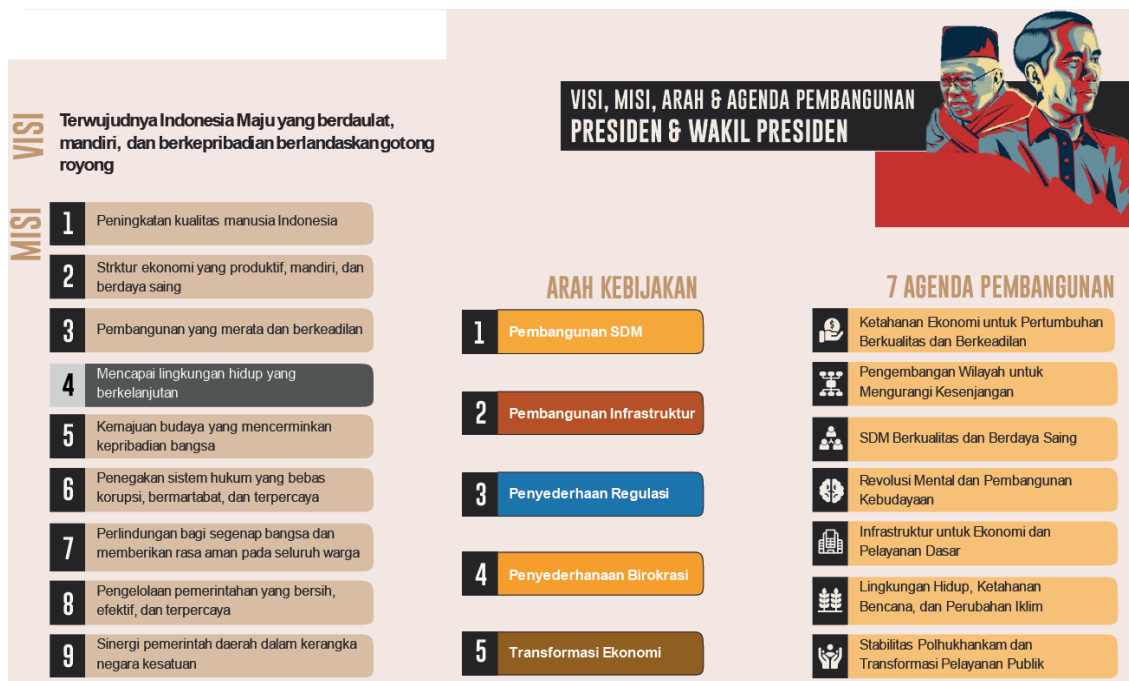 VISI, MISI, ARAH & AGENDA PEMBANGUNAN
PRESIDEN & WAKIL PRESIDEN
VISI
Terwujudnya Indonesia Maju yang berdaulat,
mandiri, dan berkepribadian berlandaskan gotong
royong
MISI
1
Peningkatan kualitas manusia Indonesia
2
Strktur ekonomi yang produktif, mandiri, dan
berdaya saing
3
Pembangunan yang merata dan berkeadilan
4
Mencapai lingkungan hidup yang
berkelanjutan
5
Kemajuan budaya yang mencerminkan
kepribadian bangsa
6
Penegakan sistem hukum yang bebas
korupsi, bermartabat, dan terpercaya
7
Perlindungan bagi segenap bangsa dan
memberikan rasa aman pada seluruh warga
8
Pengelolaan pemerintahan yang bersih,
efektif, dan terpercaya
9
Sinergi pemerintah daerah dalam kerangka
negara kesatuan
ARAH KEBIJAKAN
1
Pembangunan SDM
2
Pembangunan Infrastruktur
3
Penyederhaan Regulasi
4
Penyederhanaan Birokrasi
5
Transformasi Ekonomi
7 AGENDA PEMBANGUNAN
Ketahanan Ekonomi untuk Pertumbuhan
Berkualitas dan Berkeadilan
Pengembangan Wilayah untuk
Mengurangi Kesenjangan
SDM Berkualitas dan Berdaya Saing
Revolusi Mental dan Pembangunan
Kebudayaan
Infrastruktur untuk Ekonomi dan
Pelayanan Dasar
Lingkungan Hidup, Ketahanan
Bencana, dan Perubahan Iklim
Stabilitas Polhukhankam dan
Transformasi Pelayanan Publik